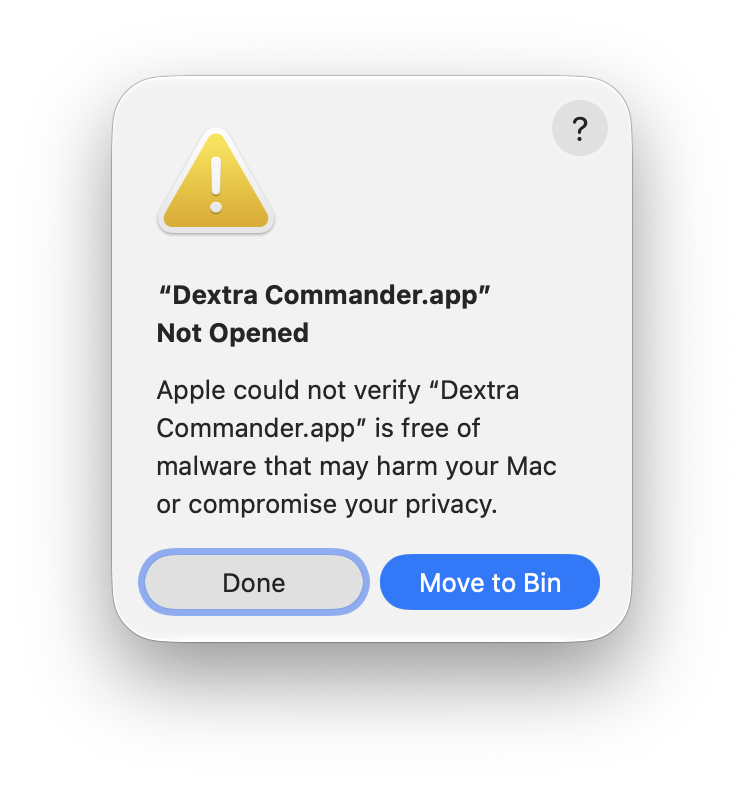 ?
“Dextra Commander.app”
Not Opened
Apple could not verify “Dextra
Commander.app” is free of
malware that may harm your Mac
or compromise your privacy.
Done
Move to Bin